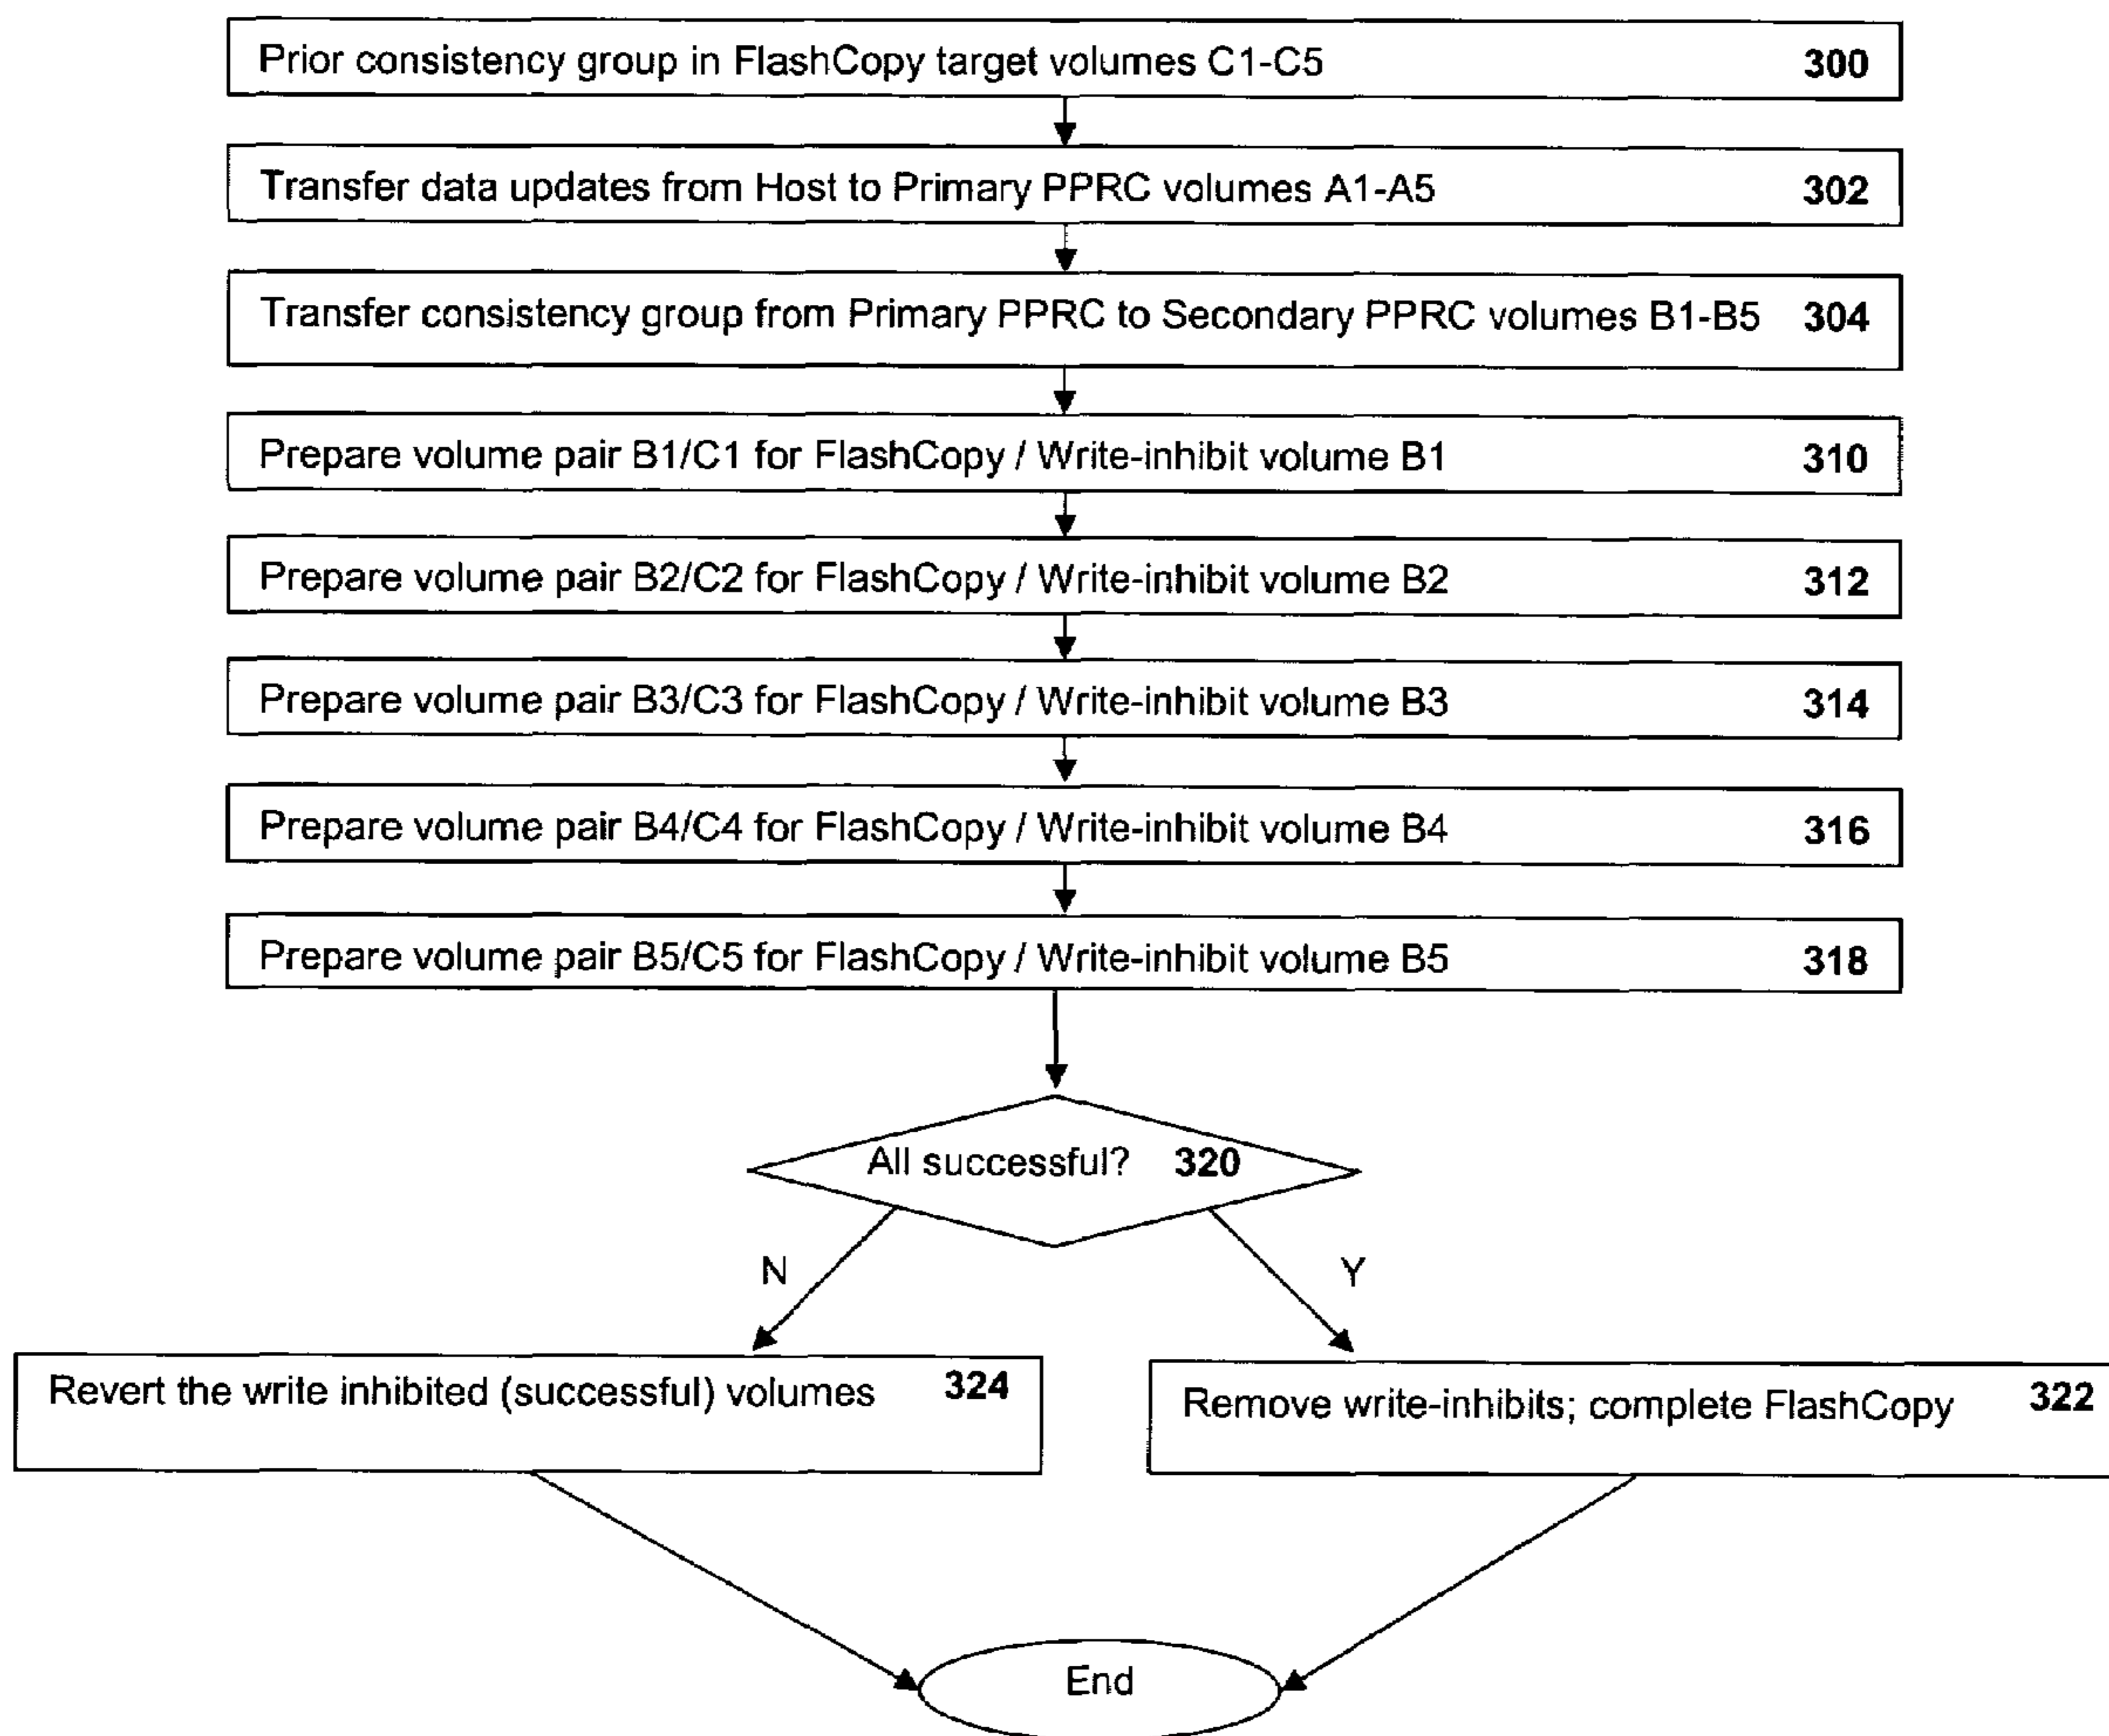 Prior consistency group in FlashCopy target volumes C1-C5 300
Transfer data updates from Host to Primary PPRC volumes A1-A5 302
Transfer consistency group from Primary PPRC to Secondary PPRC volumes B1-B5 304
Prepare volume pair B1/C1 for FlashCopy / Write-inhibit volume B1 310
Prepare volume pair B2/C2 for FlashCopy / Write-inhibit volume B2 312
Prepare volume pair B3/C3 for FlashCopy / Write-inhibit volume B3 314
Prepare volume pair B4/C4 for FlashCopy / Write-inhibit volume B4 316
Prepare volume pair B5/C5 for FlashCopy / Write-inhibit volume B5 318
All successful? 320
N
Y
Revert the write inhibited (successful) volumes 324
Remove write-inhibits; complete FlashCopy 322
End